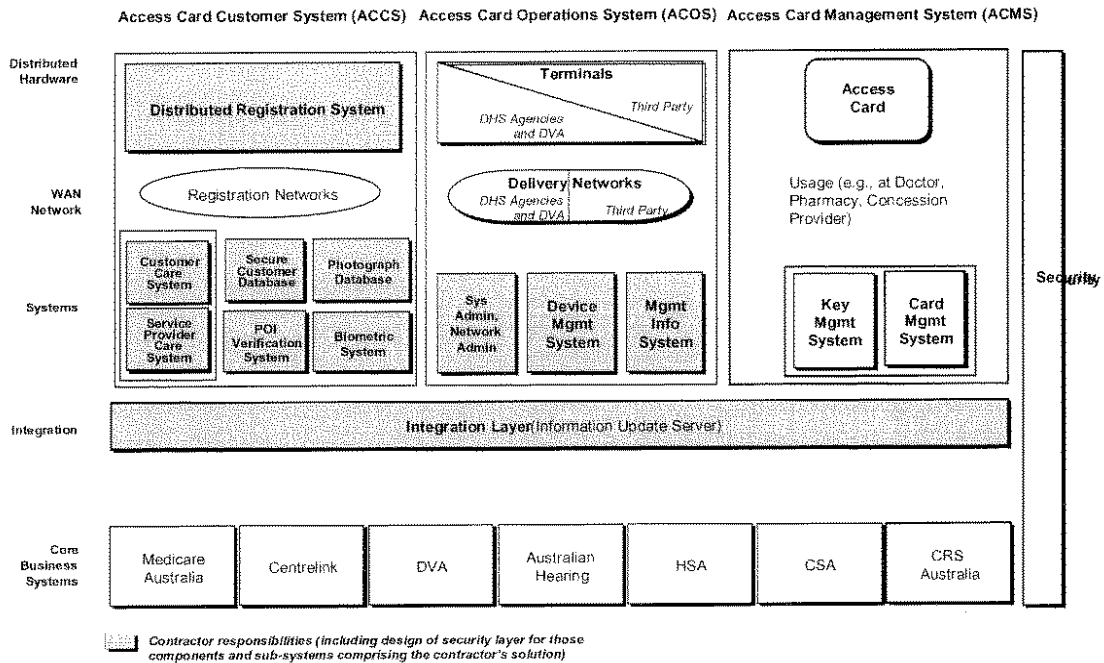 Access Card Customer System (ACCS)
Access Card Operations System (ACOS)
Access Card Management System (ACMS)
Distributed
Hardware
Distributed Registration System
Terminals
Third Party
DHS Agencies
and DVA
Access
Card
WAN
Network
Registration Networks
Delivery Networks
DHS Agencies
and DVA
Third Party
Usage (e.g., at Doctor,
Pharmacy, Concession
Provider)
Systems
Customer
Care
System
Secure
Customer
Database
Photograph
Database
Service
Provider
Care
System
POI
Verification
System
Biometric
System
Sys
Admin,
Network
Admin
Device
Mgmt
System
Mgmt
Info
System
Key
Mgmt
System
Card
Mgmt
System
Security
Integration
Integration Layer(Information Update Server)
Core
Business
Systems
Medicare
Australia
Centrelink
DVA
Australian
Hearing
HSA
CSA
CRS
Australia
Contractor responsibilities (including design of security layer for those
components and sub-systems comprising the contractor's solution)